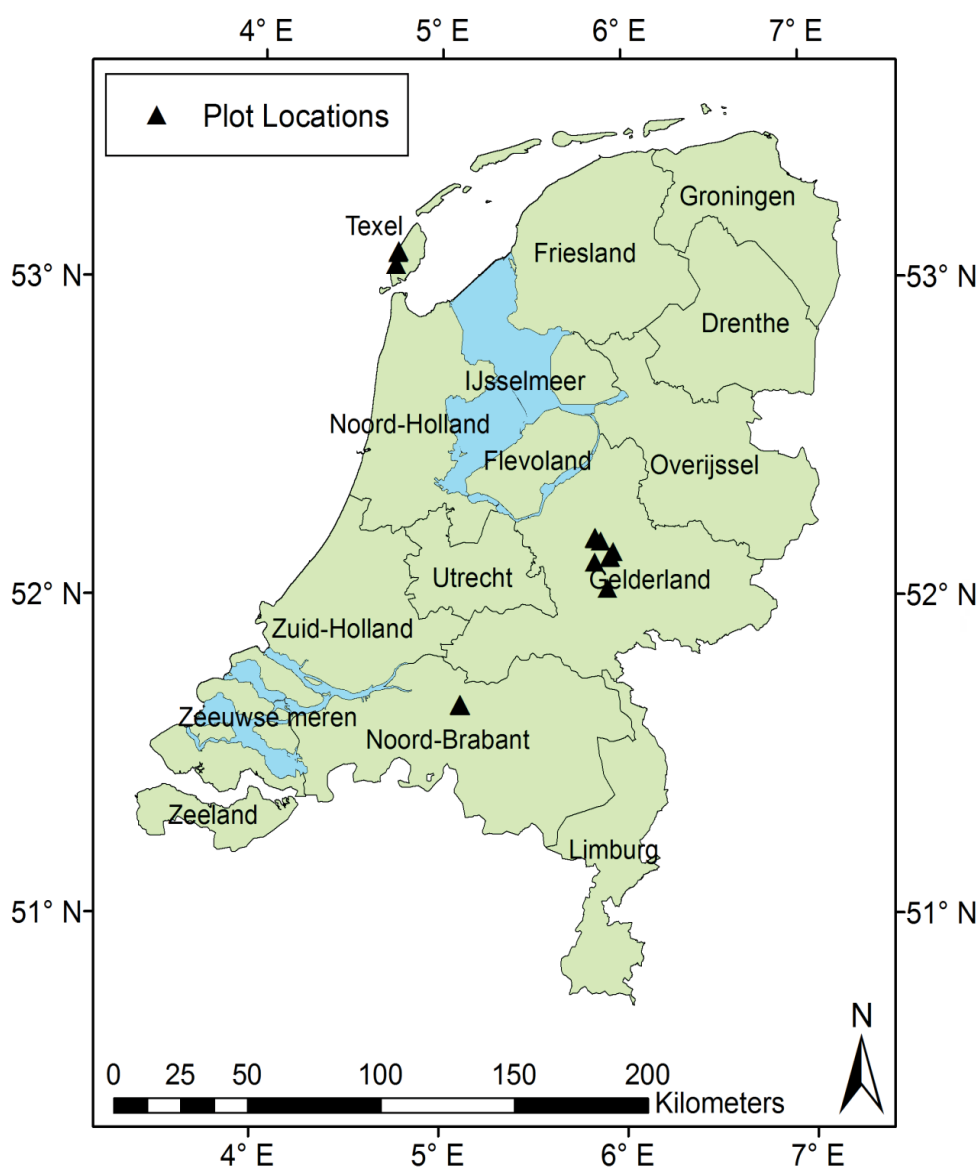 4° E 5° E 6° E 7° E
Plot Locations
Groningen
Texel
Friesland
53° N 53° N
Drenthe
IJsselmeer
Noord-Holland
Flevoland Overijssel
Utrecht Gelderland
52° N 52° N
Zuid-Holland
Zeeuwse meren
Noord-Brabant
Zeeland
Limburg
51° N 51° N
N
0 25 50 100 150 200
Kilometers
4° E 5° E 6° E 7° E